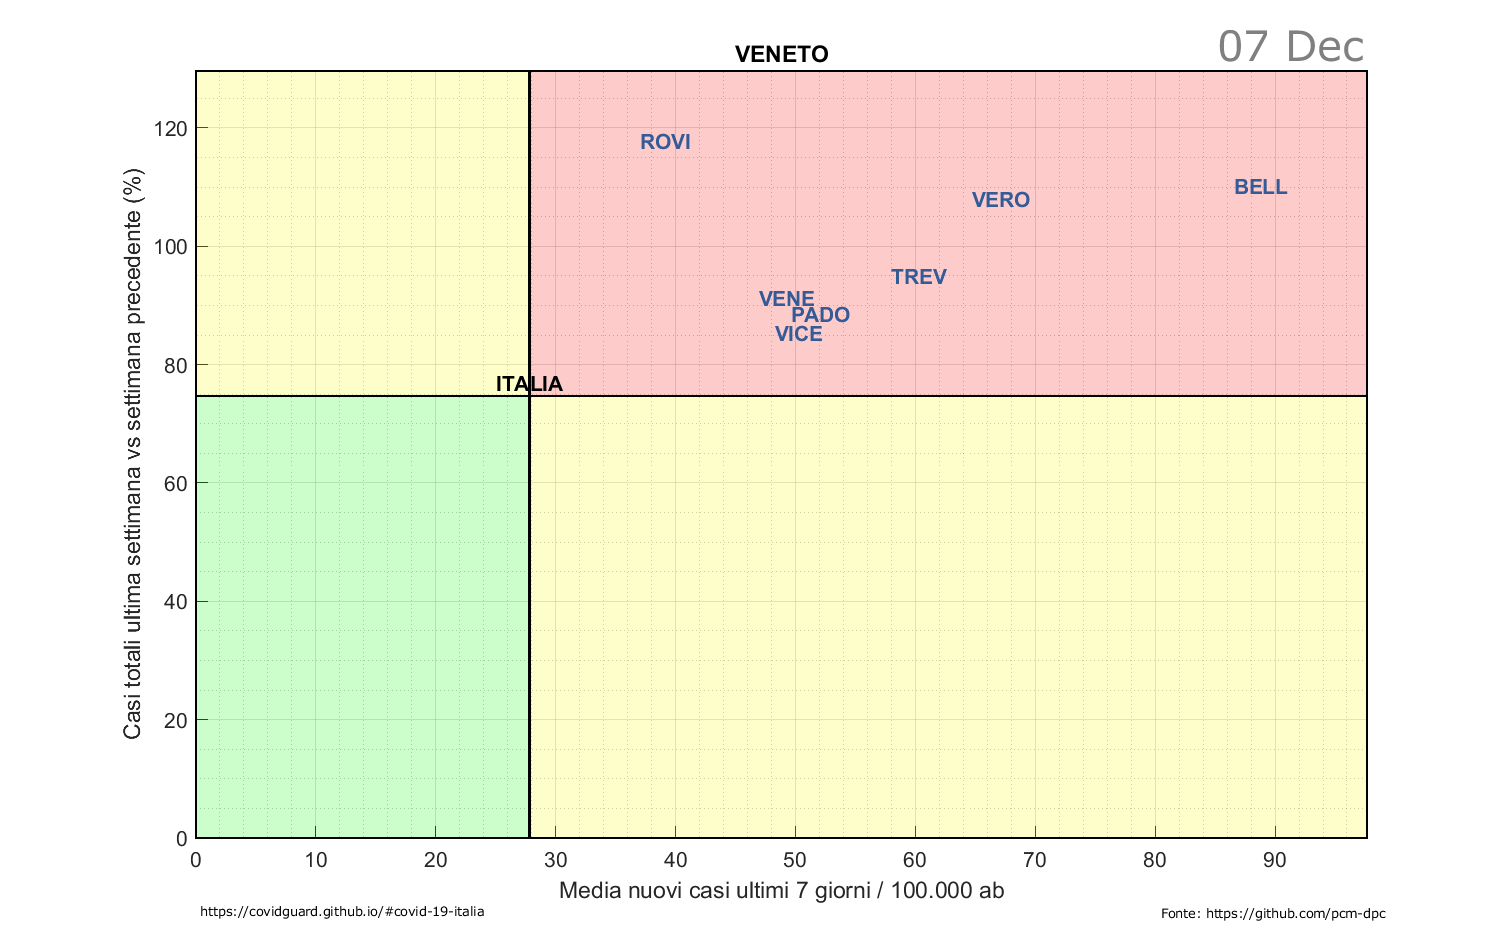 07 Dec
VENETO
Casi totali ultima settimana vs settimana precedente (%)
120
100
80
60
40
20
0
ROVI
BELL
VERO
TREV
VENE
PADO
VICE
ITALIA
0 10 20 30 40 50 60 70 80 90
Media nuovi casi ultimi 7 giorni / 100.000 ab
https://covidguard.github.io/#covid-19-italia
Fonte: https://github.com/pcm-dpc